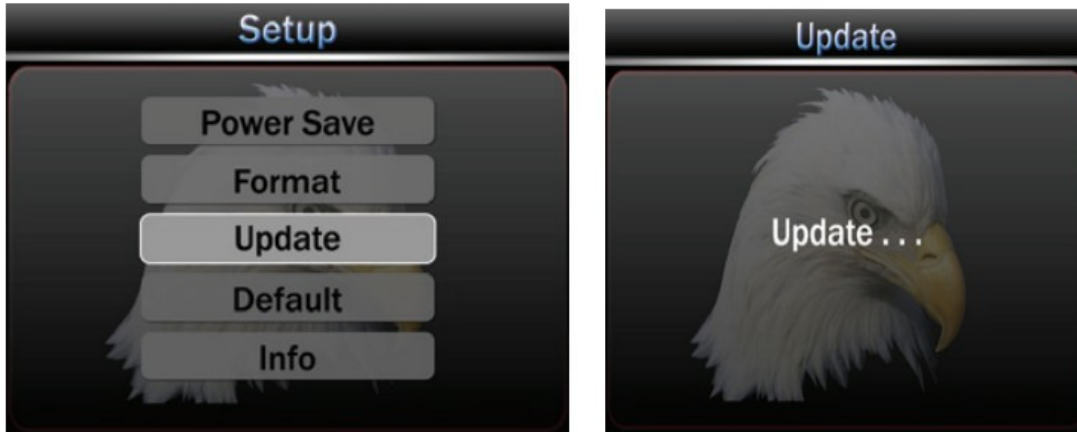 Setup
Power Save
Format
Update
Default
Info
Update
Update . . .